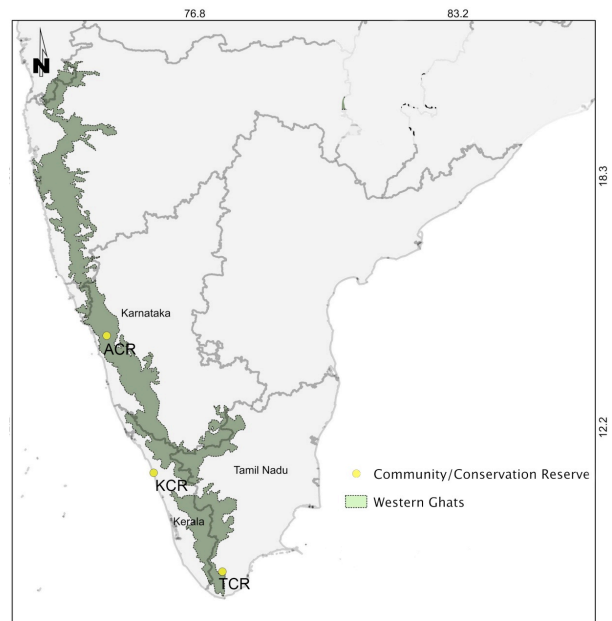 76.8
83.2
N
18.3
Karnataka
ACR
12.2
Tamil Nadu
Community/Conservation Reserve
KCR
Western Ghats
Kerala
TCR